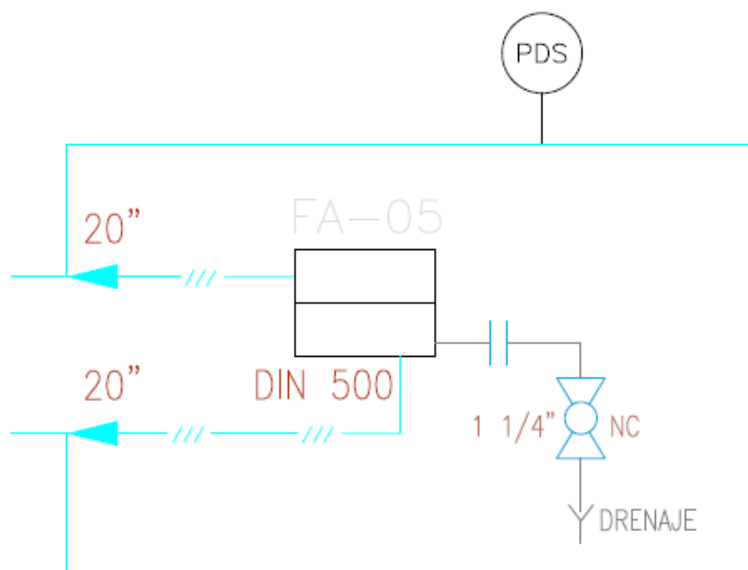 PDS
20”
FA-05
20”
DIN 500
1 1/4”
NC
DRENAJE